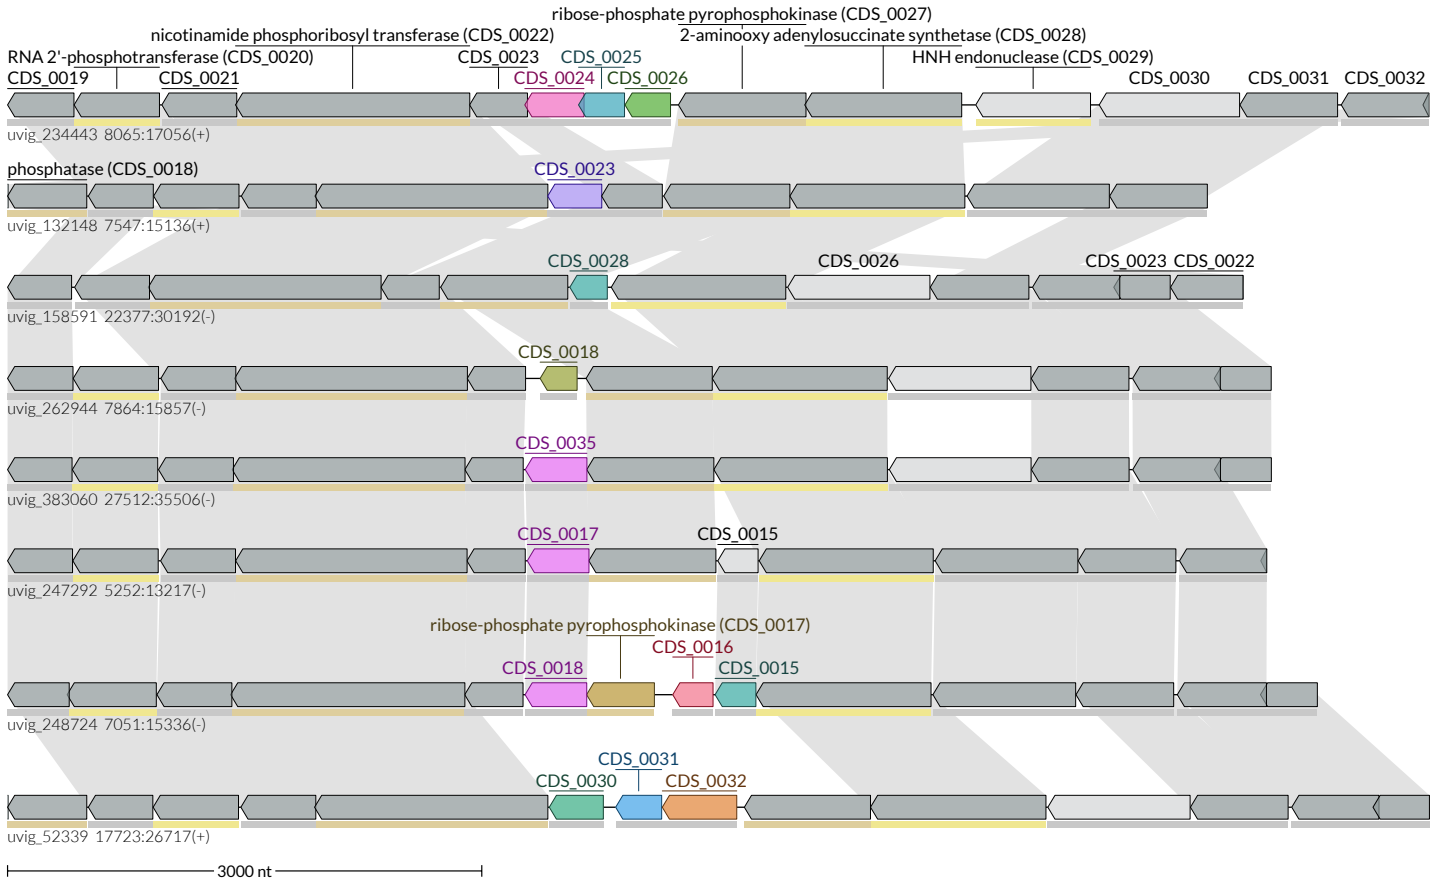 ribose-phosphate pyrophosphokinase (CDS_0027)
nicotinamide phosphoribosyl transferase (CDS_0022)
2-aminooxy adenylosuccinate synthetase (CDS_0028)
RNA 2'-phosphotransferase (CDS_0020)
CDS_0023
CDS_0025
HNH endonuclease (CDS_0029)
CDS_0019
CDS_0021
CDS_0024
CDS_0026
CDS_0030
CDS_0031
CDS_0032
uvig_234443 8065:17056(+)
phosphatase (CDS_0018)
CDS_0023
uvig_132148 7547:15136(+)
CDS_0028
CDS_0026
CDS_0023
CDS_0022
uvig_158591 22377:30192(-)
CDS_0018
uvig_262944 7864:15857(-)
CDS_0035
uvig_383060 27512:35506(-)
CDS_0017
CDS_0015
uvig_247292 5252:13217(-)
ribose-phosphate pyrophosphokinase (CDS_0017)
CDS_0016
CDS_0018
CDS_0015
uvig_248724 7051:15336(-)
CDS_0031
CDS_0030
CDS_0032
uvig_52339 17723:26717(+)
3000 nt